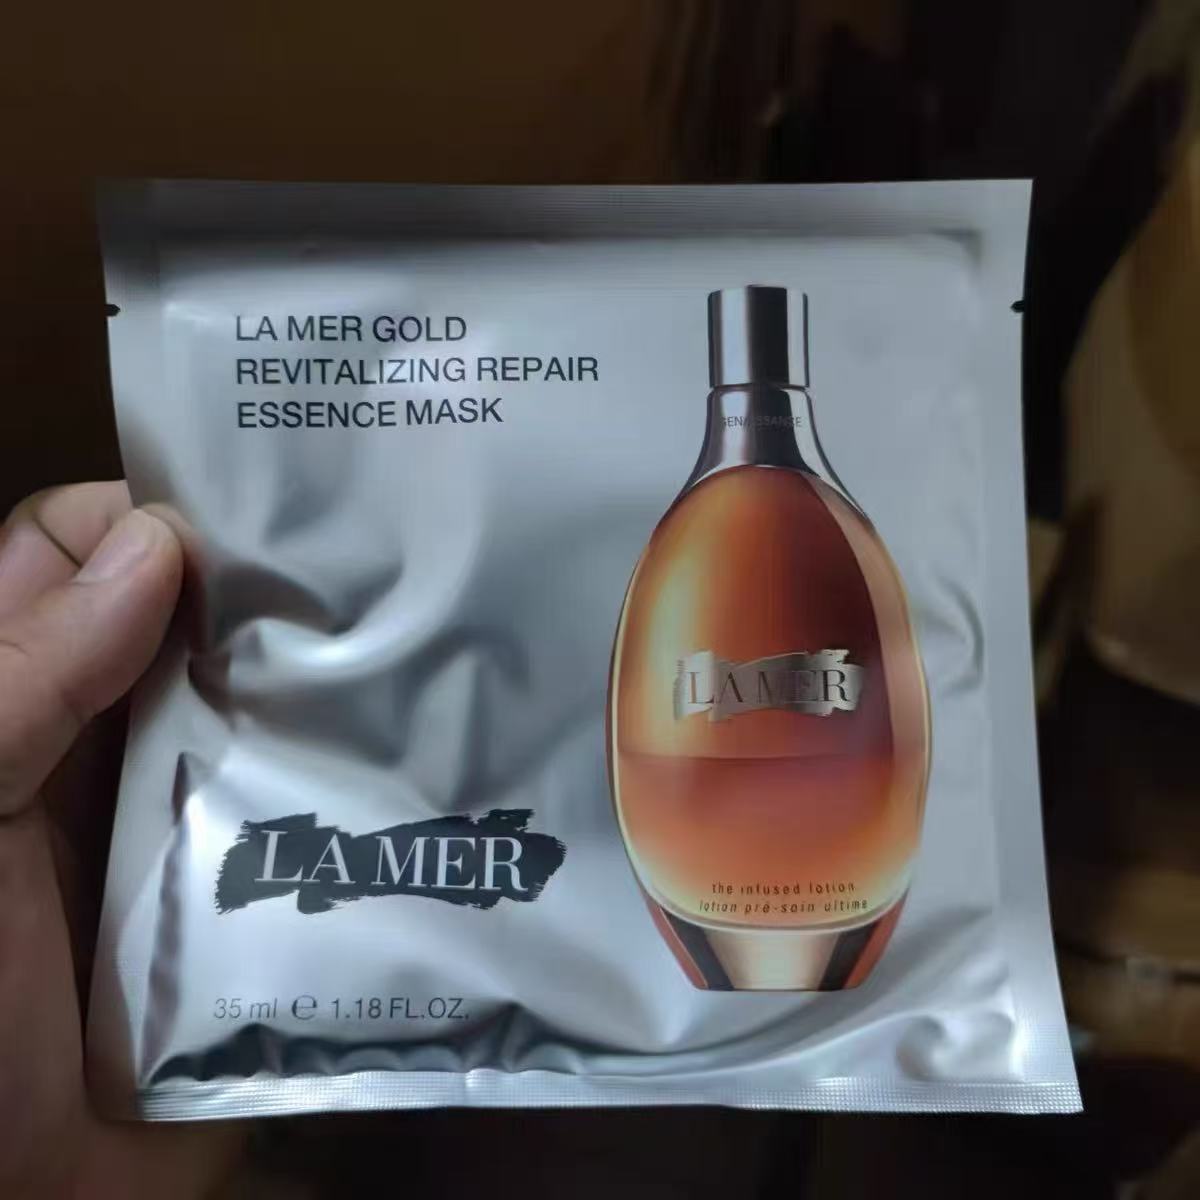 LA MER GOLD
REVITALIZING REPAIR
ESSENCE MASK
GENAISSANCE
LA MER
the infused lotion
lotion pré-soin ultime
LA MER
35 ml ℮ 1.18 FL.OZ.